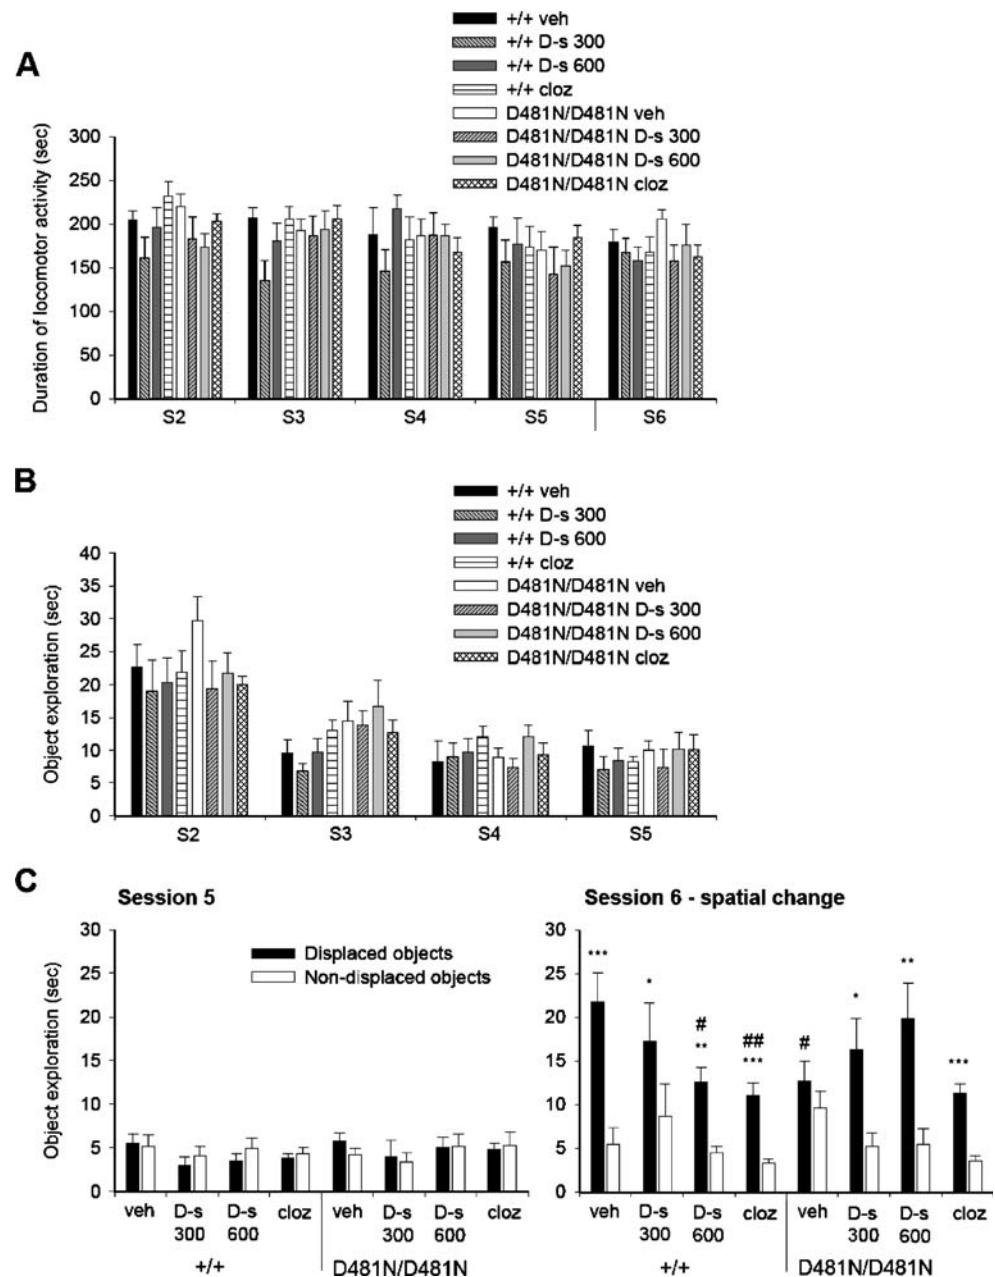 A
+/+ veh
+/+ D-s 300
+/+ D-s 600
+/+ cloz
D481N/D481N veh
D481N/D481N D-s 300
D481N/D481N D-s 600
D481N/D481N cloz
Duration of locomotor activity (sec)
300
250
200
150
100
50
0
S2 S3 S4 S5 S6
B
+/+ veh
+/+ D-s 300
+/+ D-s 600
+/+ cloz
D481N/D481N veh
D481N/D481N D-s 300
D481N/D481N D-s 600
D481N/D481N cloz
Object exploration (sec)
40
35
30
25
20
15
10
5
0
S2 S3 S4 S5
C
Session 5
Displaced objects
Non-displaced objects
Object exploration (sec)
30
25
20
15
10
5
0
veh D-s 300 D-s 600 cloz veh D-s 300 D-s 600 cloz
+/+ D481N/D481N
Session 6 - spatial change
30
25
20
15
10
5
0
*** * # ** ## *** # * ** ***
veh D-s 300 D-s 600 cloz veh D-s 300 D-s 600 cloz
+/+ D481N/D481N